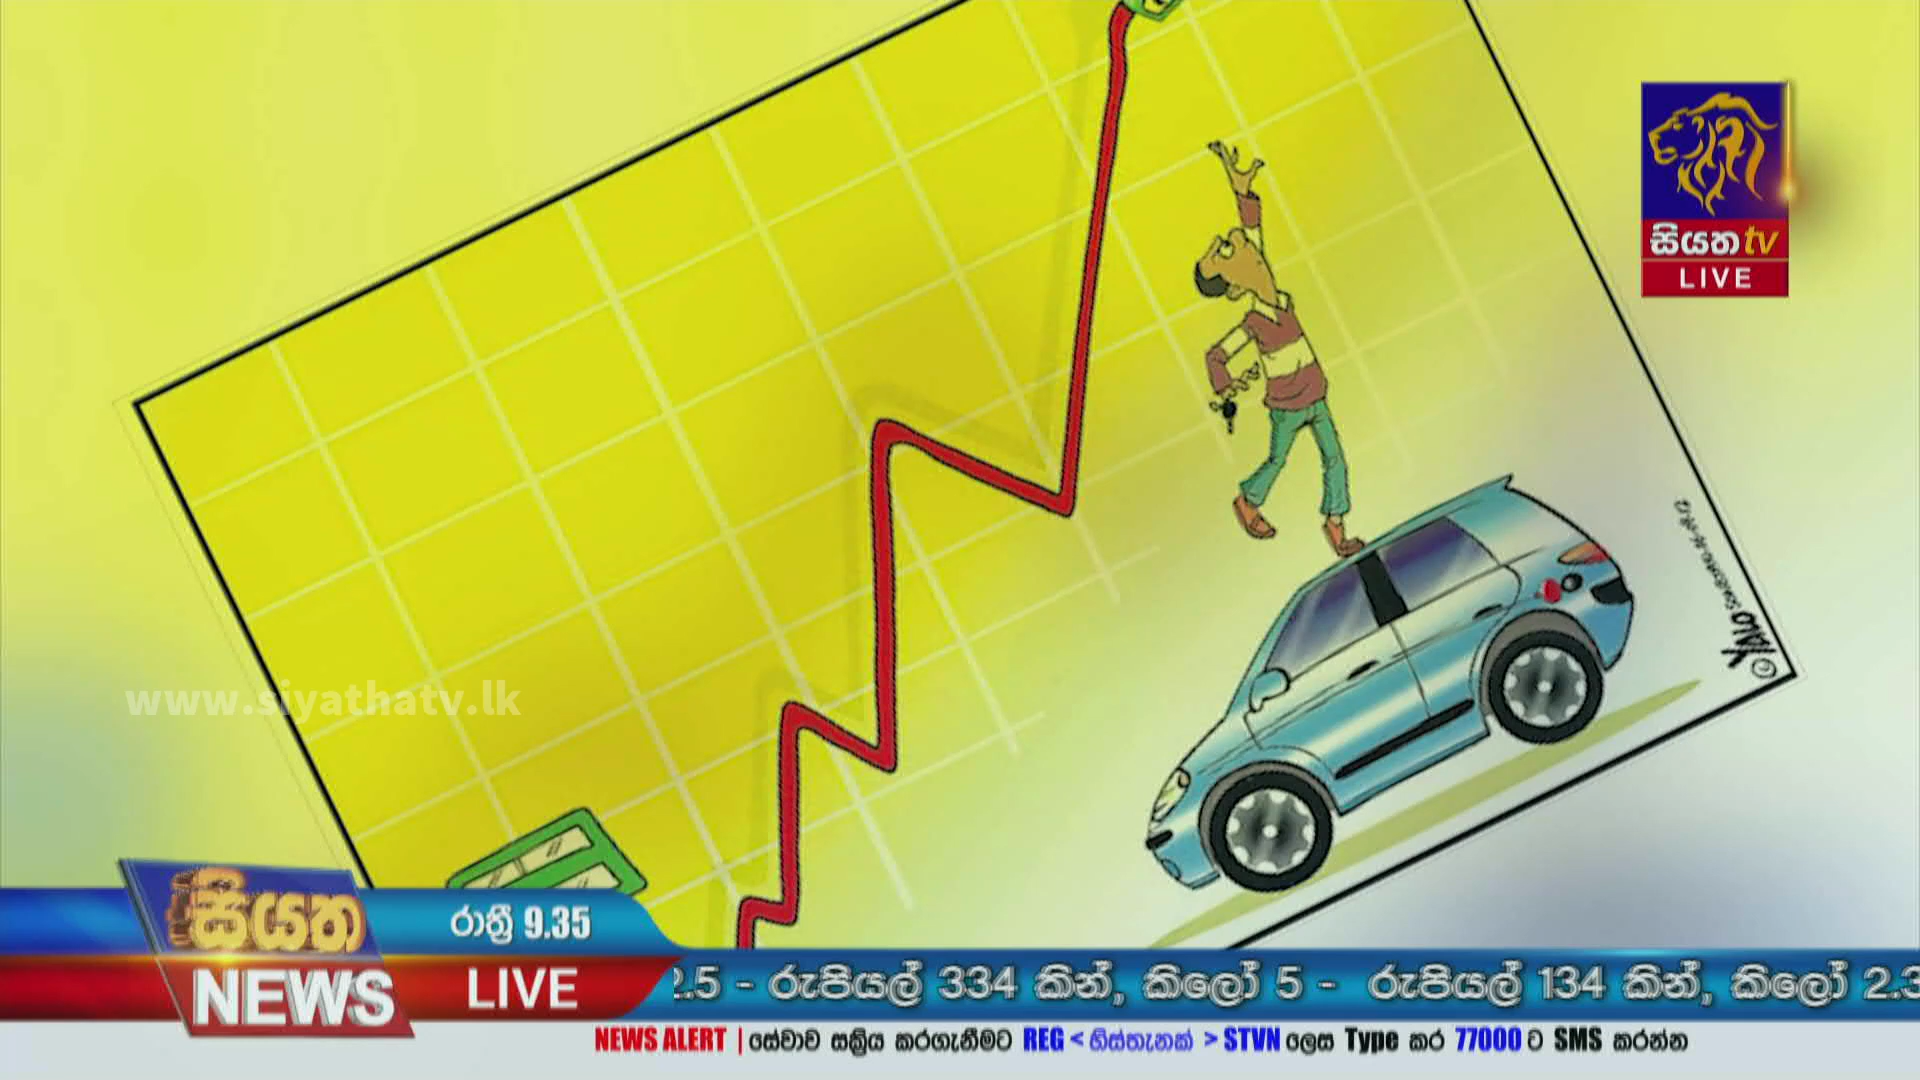 සියත tv
LIVE
©YALO
www.siyathatv.lk
සියත
NEWS
රාත්‍රී 9.35
LIVE
2.5 - රුපියල් 334 කින්, කිලෝ 5 - රුපියල් 134 කින්, කිලෝ 2.3
NEWS ALERT | සේවාව සක්‍රිය කරගැනීමට REG < හිස්තැනක් > STVN ලෙස Type කර 77000 ට SMS කරන්න